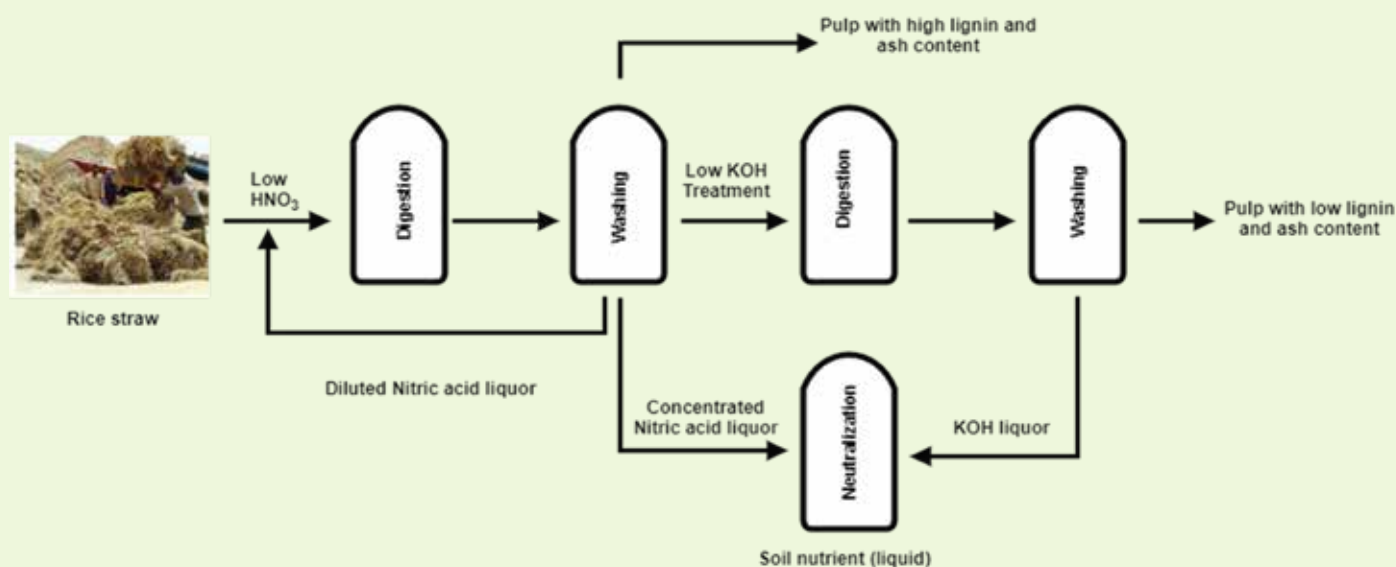 Pulp with high lignin and
ash content
Low
HNO₃
Digestion
Washing
Low KOH
Treatment
Digestion
Washing
Pulp with low lignin
and ash content
Rice straw
Diluted Nitric acid liquor
Concentrated
Nitric acid liquor
Neutralization
KOH liquor
Soil nutrient (liquid)